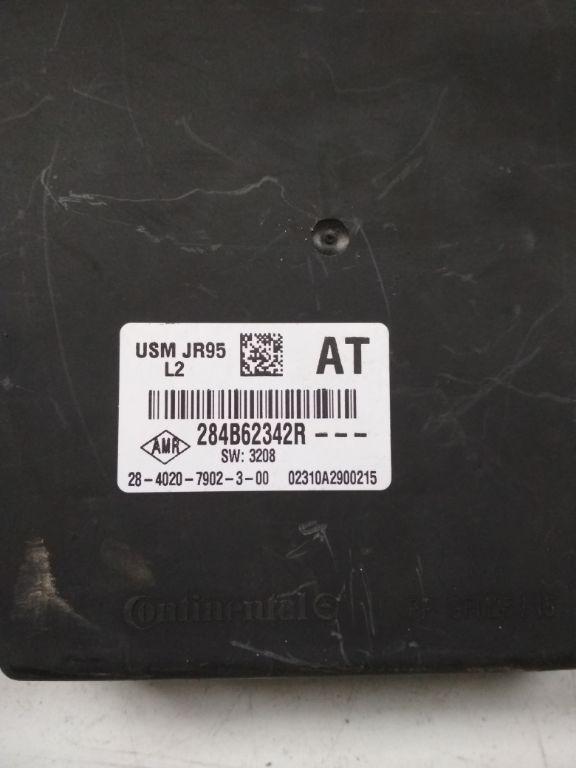 USM JR95
L2
AT
AMR
284B62342R---
SW: 3208
28-4020-7902-3-00 02310A2900215
Continental